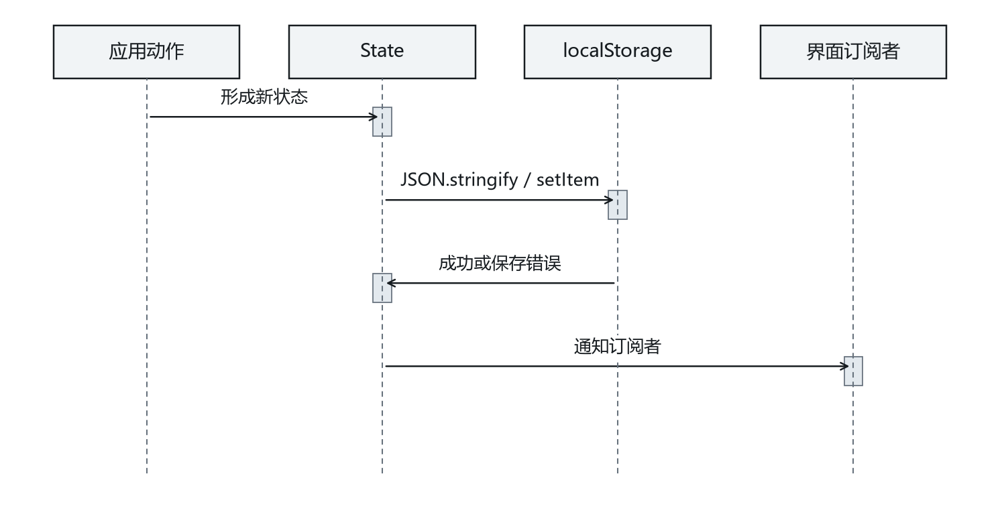 应用动作
State
localStorage
界面订阅者
形成新状态
JSON.stringify / setItem
成功或保存错误
通知订阅者